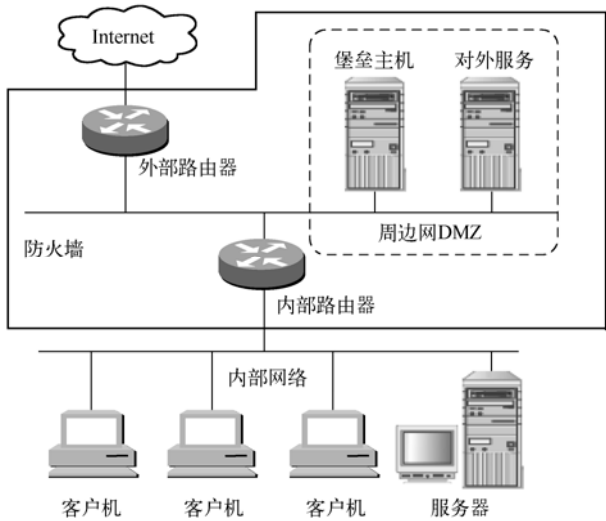 Internet
堡垒主机
对外服务
外部路由器
防火墙
周边网DMZ
内部路由器
内部网络
客户机
客户机
客户机
服务器